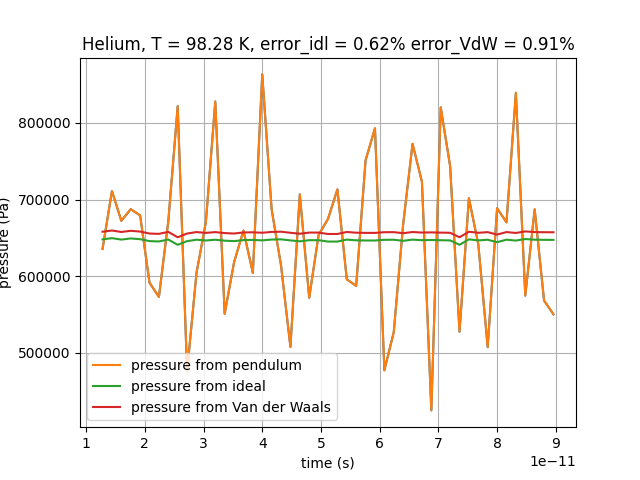 Helium, T = 98.28 K, error_idl = 0.62% error_VdW = 0.91%
800000
700000
600000
500000
pressure (Pa)
pressure from pendulum
pressure from ideal
pressure from Van der Waals
1 2 3 4 5 6 7 8 9
time (s)
1e−11